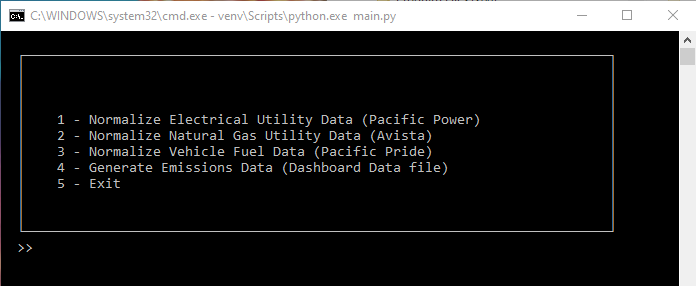 C:\WINDOWS\system32\cmd.exe - venv\Scripts\python.exe main.py
1 - Normalize Electrical Utility Data (Pacific Power)
2 - Normalize Natural Gas Utility Data (Avista)
3 - Normalize Vehicle Fuel Data (Pacific Pride)
4 - Generate Emissions Data (Dashboard Data file)
5 - Exit
>>